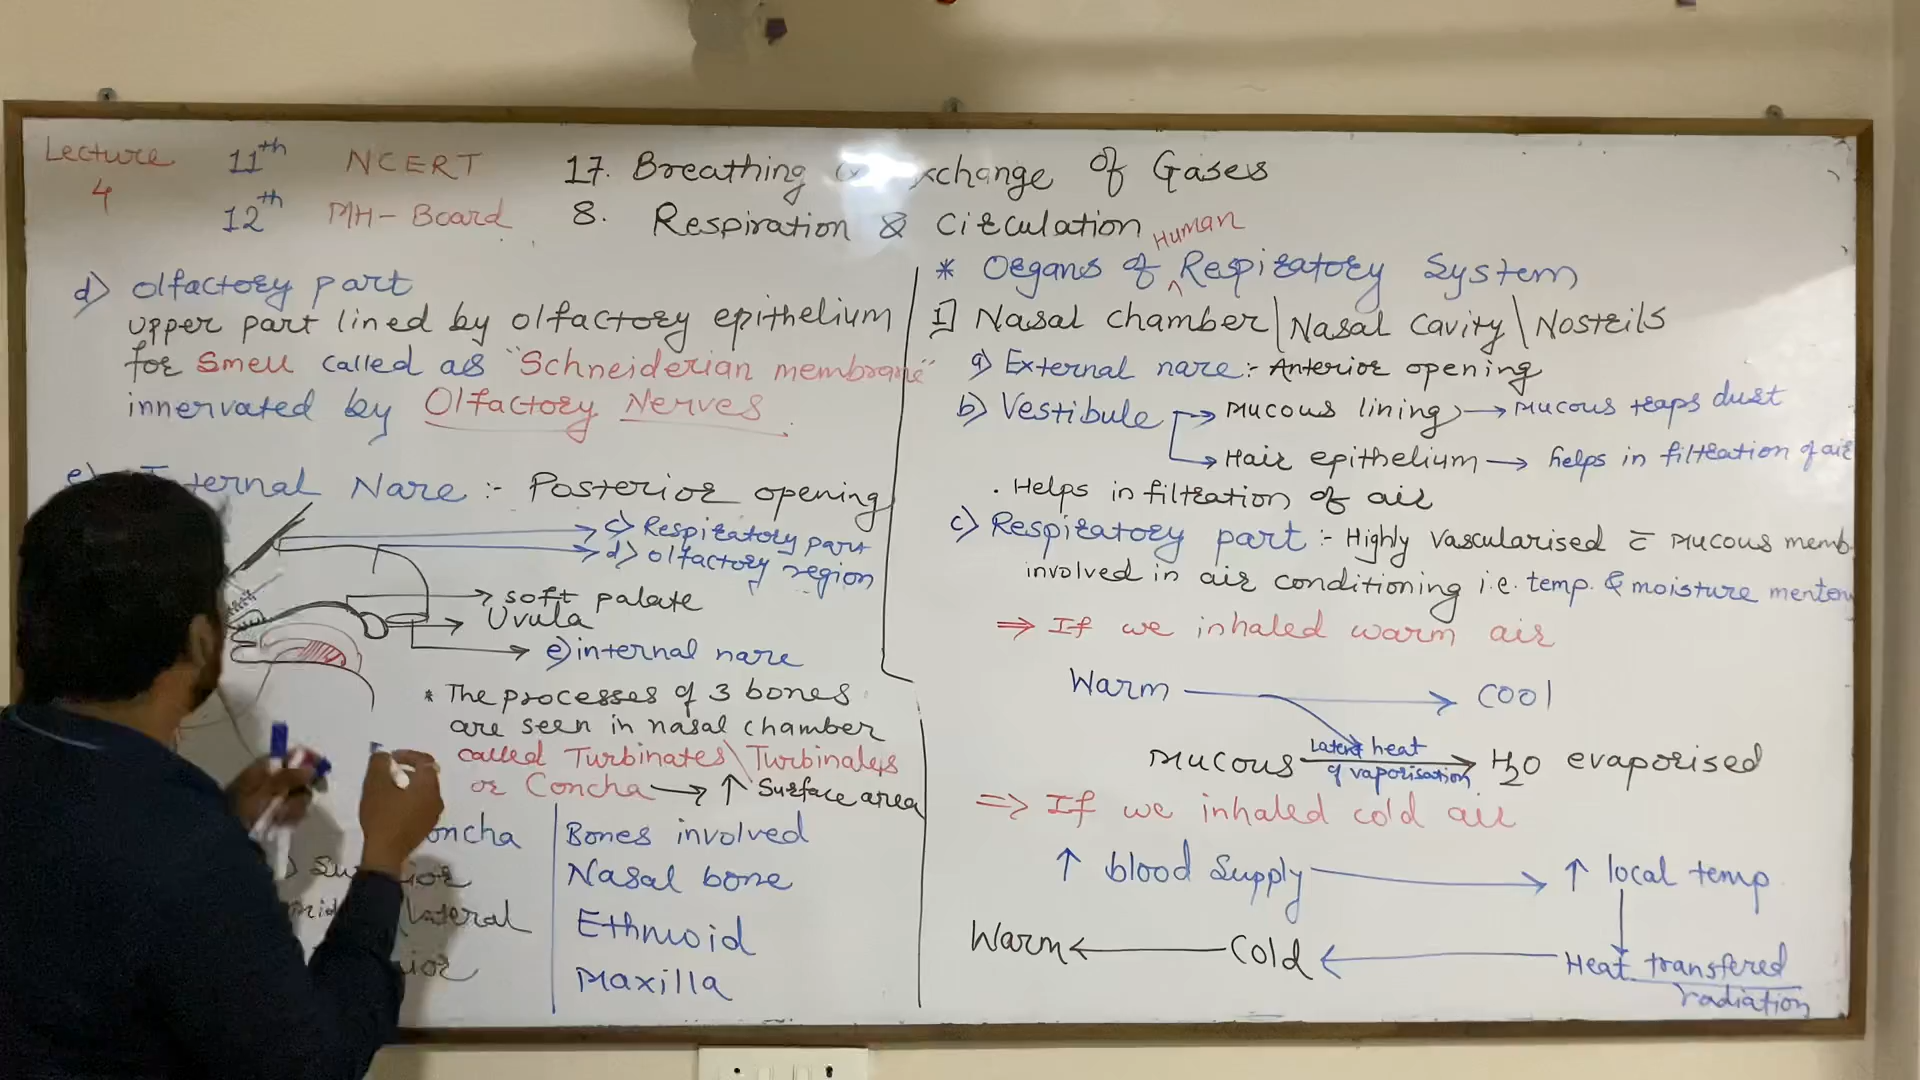 Lecture 4
11th NCERT 17. Breathing & Exchange of Gases
12th MH-Board 8. Respiration & Circulation
d) Olfactory part
upper part lined by olfactory epithelium
for Smell called as "Schneiderian membrane"
innervated by Olfactory Nerves
Internal Nare :- Posterior opening
c) Respiratory part
d) olfactory region
soft palate
Uvula
e) internal nare
* The processes of 3 bones
are seen in nasal chamber
called Turbinates \ Turbinales
or Concha → ↑ Surface area
Concha | Bones involved
Nasal bone
lateral Ethmoid
Maxilla
* Organs of Human Respiratory System
I] Nasal chamber | Nasal Cavity \ Nostrils
a) External nare :- Anterior opening
b) Vestibule → Mucous lining → Mucous traps dust
→ Hair epithelium → helps in filtration of air
. Helps in filtration of air
c) Respiratory part :- Highly vascularised c̄ Mucous memb
involved in air conditioning i.e. temp. & moisture
⇒ If we inhaled warm air
Warm → Cool
Mucous Latent heat of vaporisation → H2O evaporised
⇒ If we inhaled cold air
↑ blood Supply → ↑ local temp
Warm ← Cold ← Heat transfered
radiation